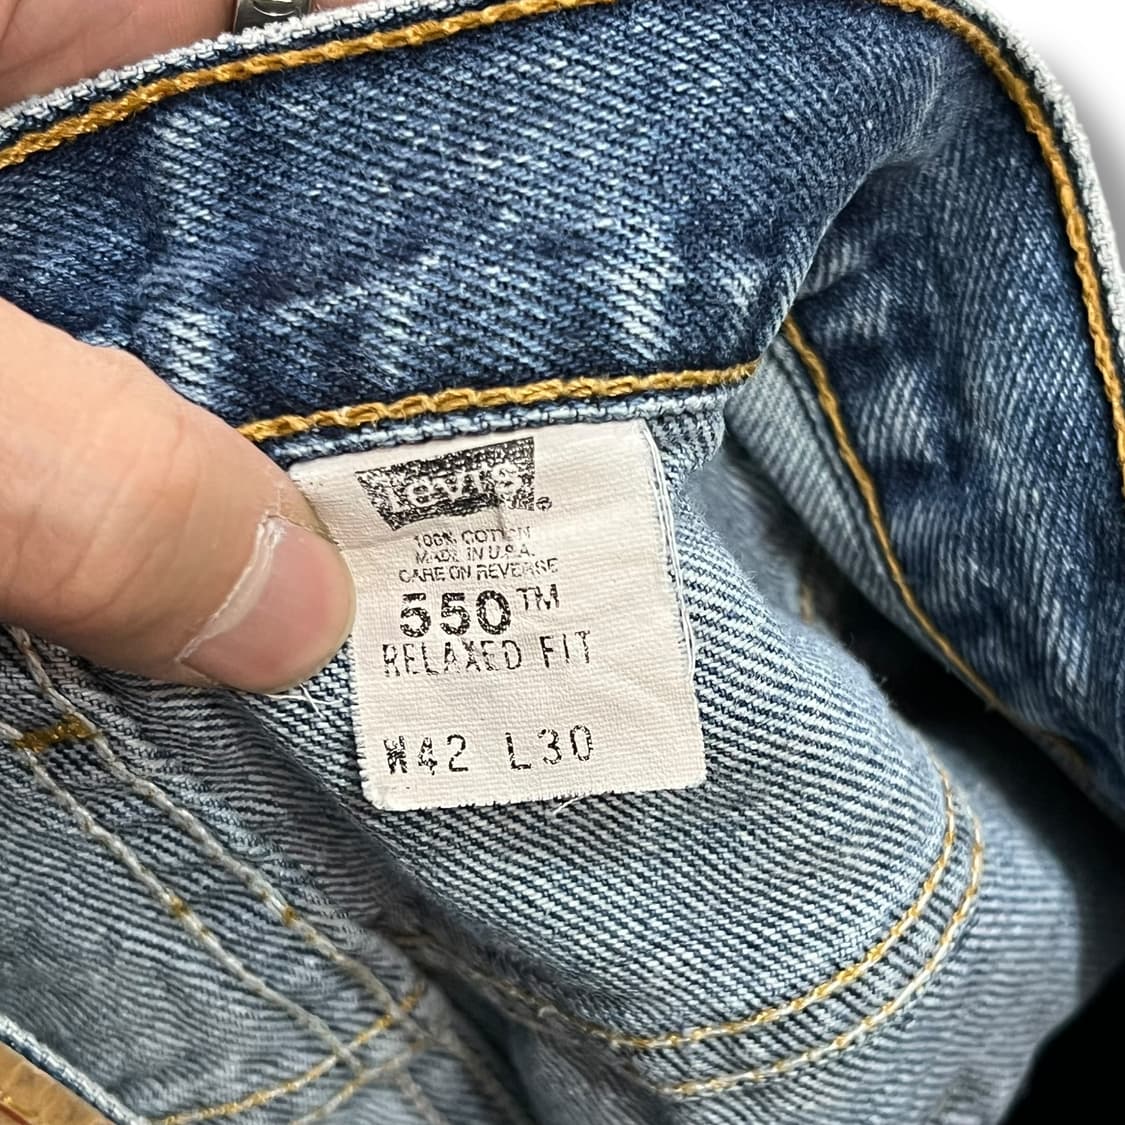 Levi's ®
100% COTTON
MADE IN U.S.A.
CARE ON REVERSE
550™
RELAXED FIT
W42 L30